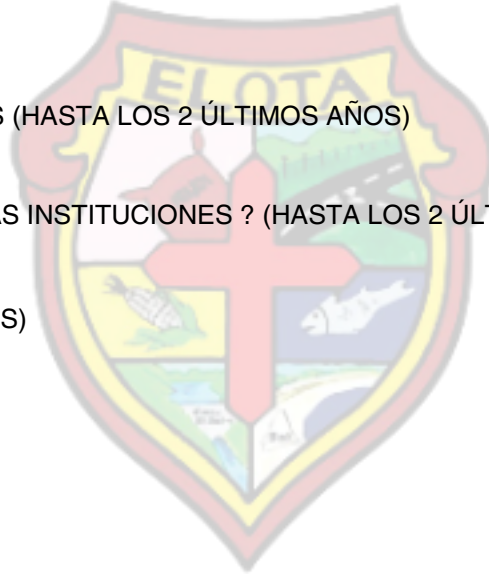 ELOTA
S (HASTA LOS 2 ÚLTIMOS AÑOS)
AS INSTITUCIONES ? (HASTA LOS 2 ÚLT
S)